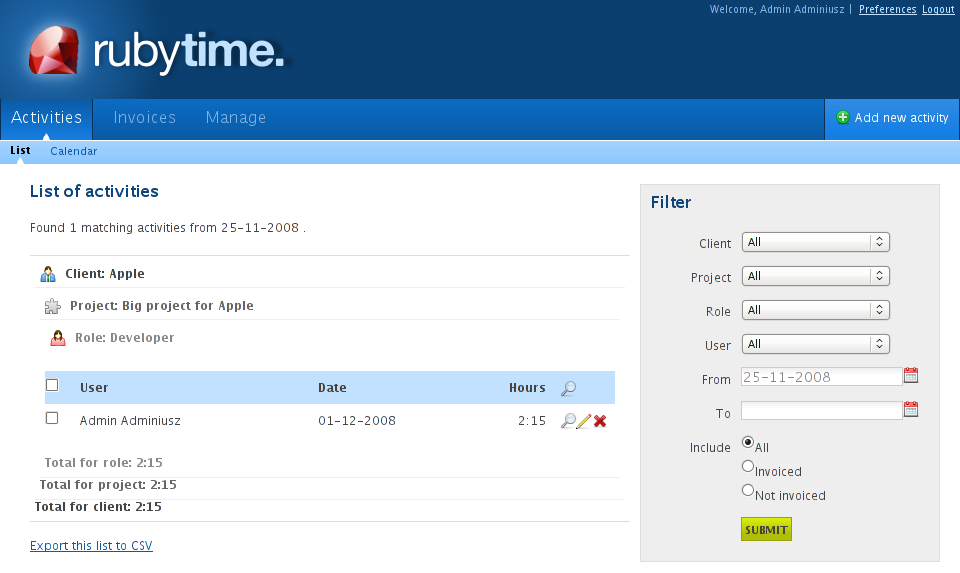 Welcome, Admin Adminiusz | Preferences Logout
rubytime.
Activities Invoices Manage Add new activity
List Calendar
List of activities
Found 1 matching activities from 25-11-2008 .
Client: Apple
Project: Big project for Apple
Role: Developer
User Date Hours
Admin Adminiusz 01-12-2008 2:15
Total for role: 2:15
Total for project: 2:15
Total for client: 2:15
Export this list to CSV
Filter
Client All
Project All
Role All
User All
From 25-11-2008
To
Include All
Invoiced
Not invoiced
SUBMIT